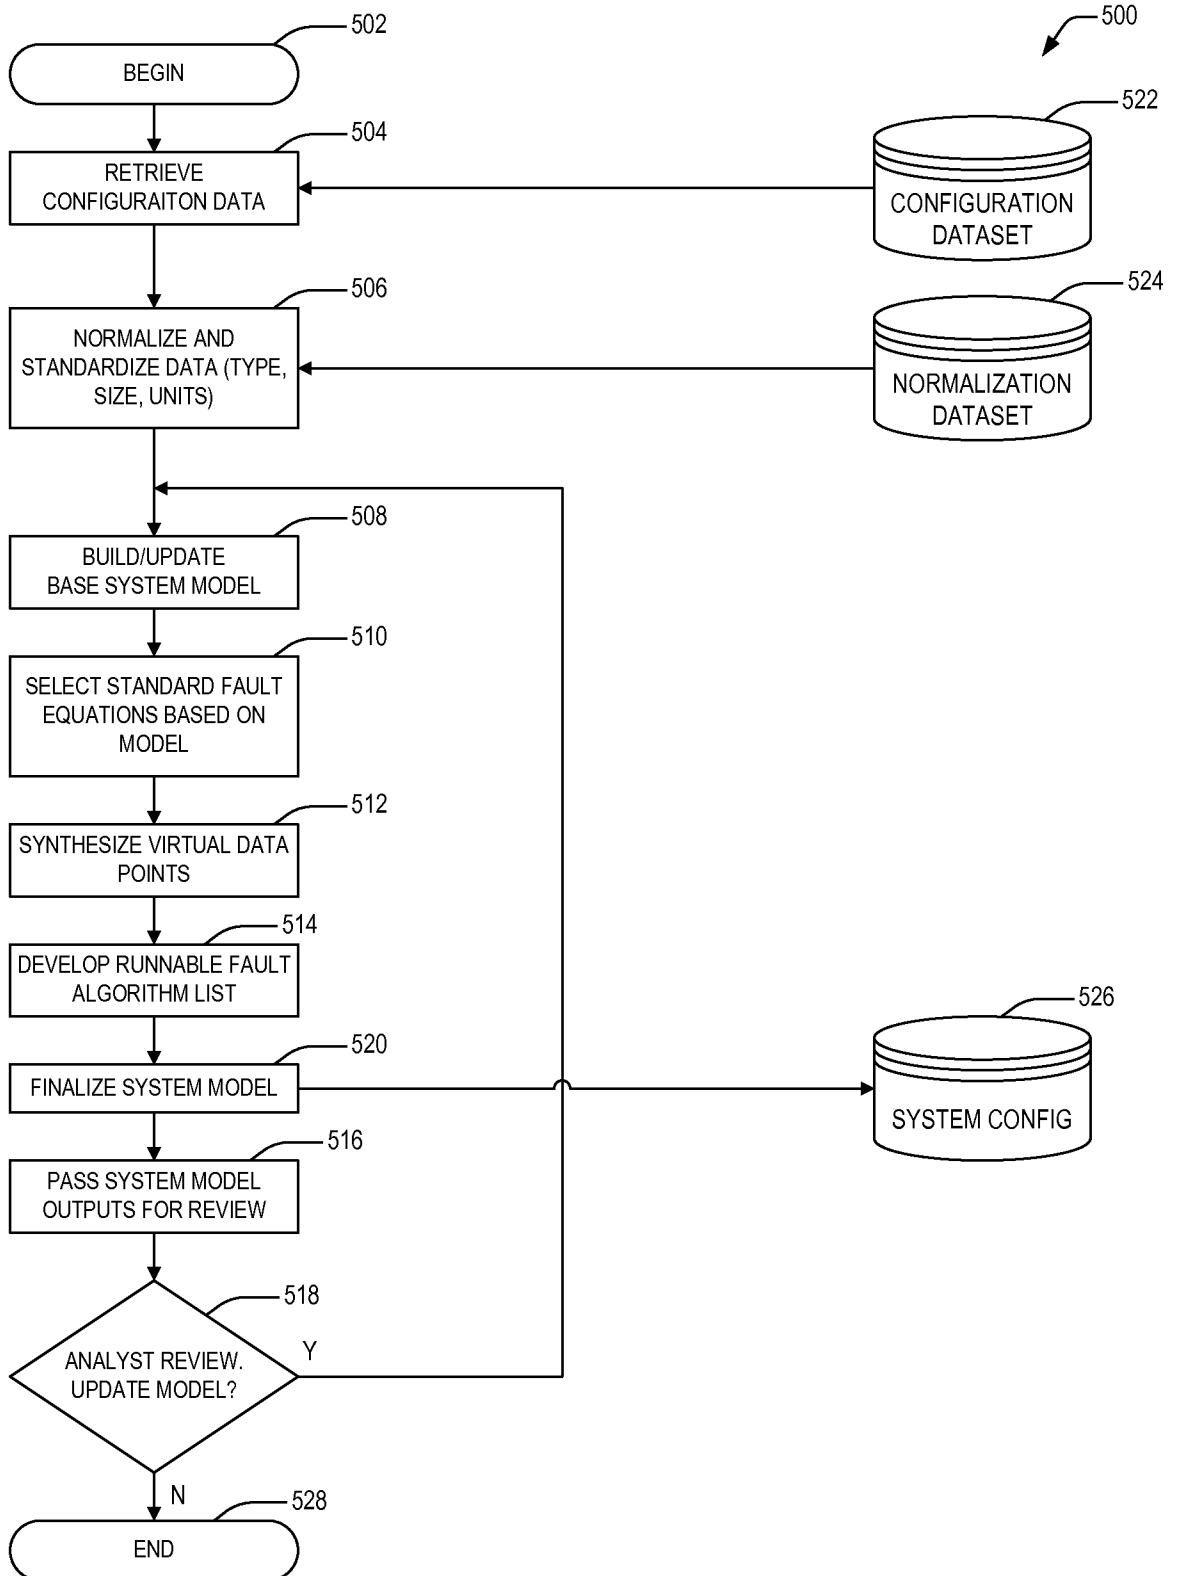 502
500
BEGIN
522
504
RETRIEVE
CONFIGURAITON DATA
CONFIGURATION
DATASET
506
524
NORMALIZE AND
STANDARDIZE DATA (TYPE,
SIZE, UNITS)
NORMALIZATION
DATASET
508
BUILD/UPDATE
BASE SYSTEM MODEL
510
SELECT STANDARD FAULT
EQUATIONS BASED ON
MODEL
512
SYNTHESIZE VIRTUAL DATA
POINTS
514
DEVELOP RUNNABLE FAULT
ALGORITHM LIST
526
520
FINALIZE SYSTEM MODEL
SYSTEM CONFIG
516
PASS SYSTEM MODEL
OUTPUTS FOR REVIEW
518
Y
ANALYST REVIEW.
UPDATE MODEL?
N
528
END